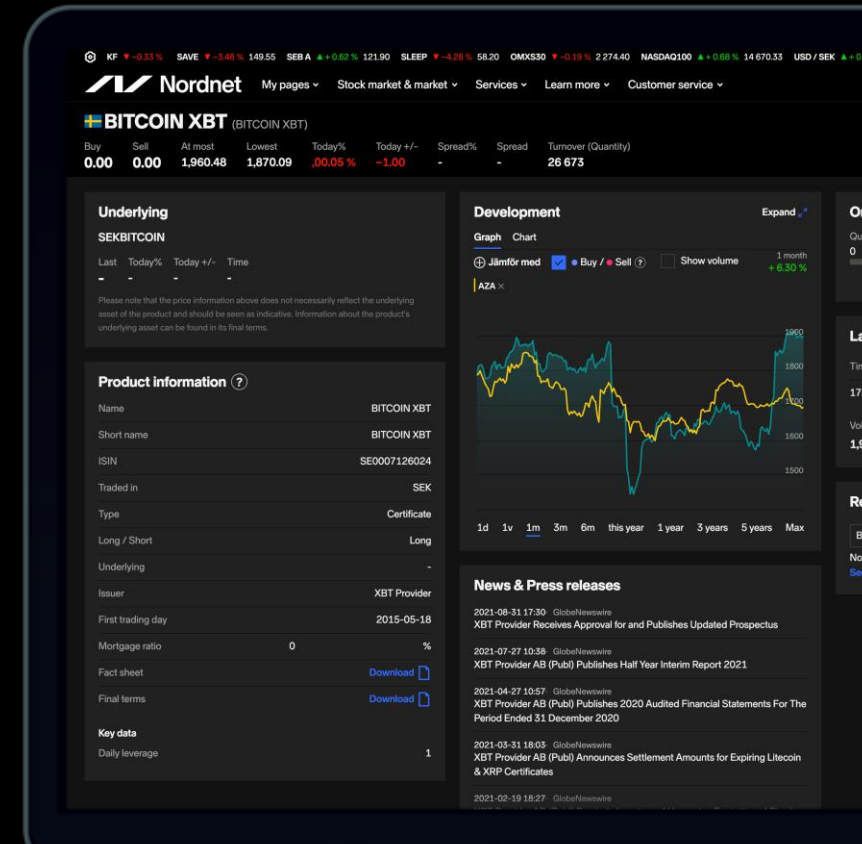 KF ▼ -0.33 % SAVE ▼ -3.48 % 149.55 SEB A ▲ + 0.62 % 121.90 SLEEP ▼ -4.28 % 58.20 OMXS30 ▼ -0.19 % 2 274.40 NASDAQ100 ▲ + 0.68 % 14 670.33 USD / SEK ▲ + 0
Nordnet My pages Stock market & market Services Learn more Customer service
BITCOIN XBT (BITCOIN XBT)
Buy Sell At most Lowest Today% Today +/- Spread% Spread Turnover (Quantity)
0.00 0.00 1,960.48 1,870.09 ,00.05 % -1.00 - - 26 673
Underlying
SEKBITCOIN
Last Today% Today +/- Time
- - - -
Please note that the price information above does not necessarily reflect the underlying
asset of the product and should be seen as indicative. Information about the product's
underlying asset can be found in its final terms.
Product information ?
Name BITCOIN XBT
Short name BITCOIN XBT
ISIN SE0007126024
Traded in SEK
Type Certificate
Long / Short Long
Underlying -
Issuer XBT Provider
First trading day 2015-05-18
Mortgage ratio 0 %
Fact sheet Download
Final terms Download
Key data
Daily leverage 1
Development Expand
Graph Chart
Jämför med Buy / Sell ? Show volume 1 month
+ 6.30 %
AZA ×
1900
1800
1700
1600
1500
1d 1v 1m 3m 6m this year 1 year 3 years 5 years Max
News & Press releases
2021-08-31 17:30 · GlobeNewswire
XBT Provider Receives Approval for and Publishes Updated Prospectus
2021-07-27 10:38 · GlobeNewswire
XBT Provider AB (Publ) Publishes Half Year Interim Report 2021
2021-04-27 10:57 · GlobeNewswire
XBT Provider AB (Publ) Publishes 2020 Audited Financial Statements For The
Period Ended 31 December 2020
2021-03-31 18:03 · GlobeNewswire
XBT Provider AB (Publ) Announces Settlement Amounts for Expiring Litecoin
& XRP Certificates
2021-02-19 18:27 · GlobeNewswire
0
17
1,9
No